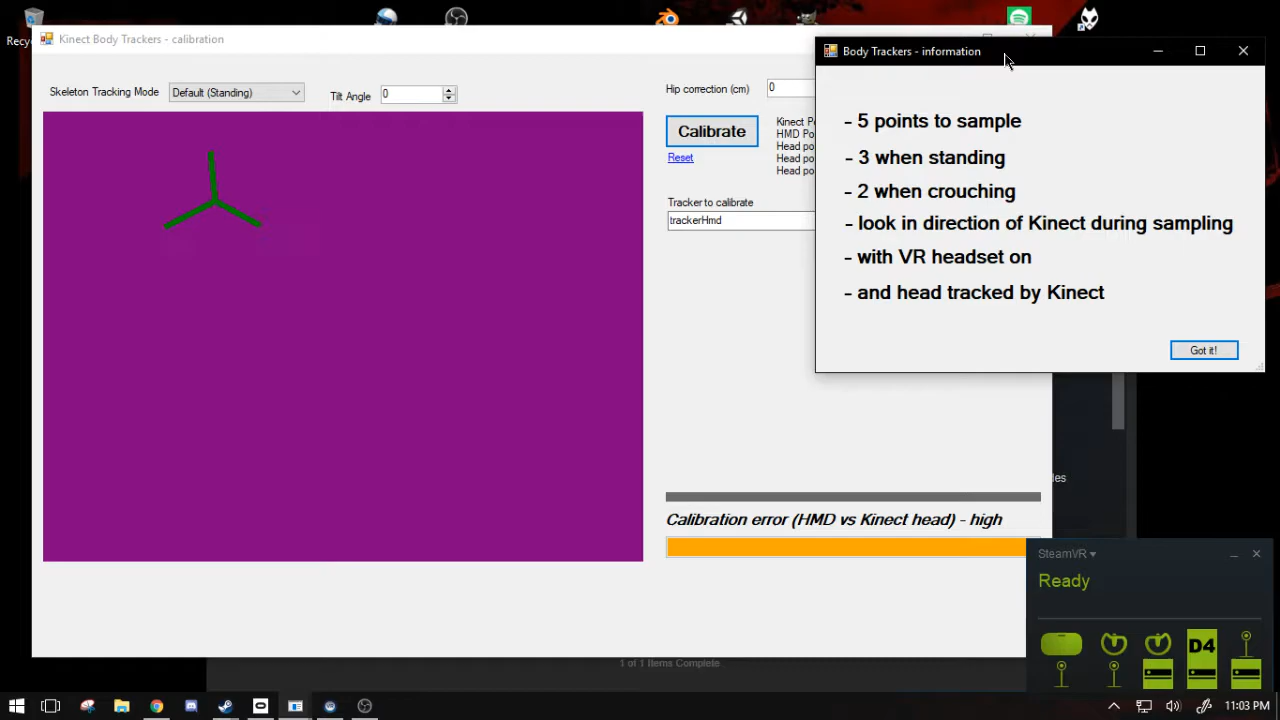 Recy
Kinect Body Trackers - calibration
Body Trackers - information
Skeleton Tracking Mode
Default (Standing)
Tilt Angle
0
Hip correction (cm)
0
Calibrate
Reset
Kinect Po
HMD Po
Head po
Head po
Head po
Tracker to calibrate
trackerHmd
- 5 points to sample
- 3 when standing
- 2 when crouching
- look in direction of Kinect during sampling
- with VR headset on
- and head tracked by Kinect
Got it!
les
Calibration error (HMD vs Kinect head) - high
SteamVR
Ready
D4
1 of 1 Items Complete
11:03 PM